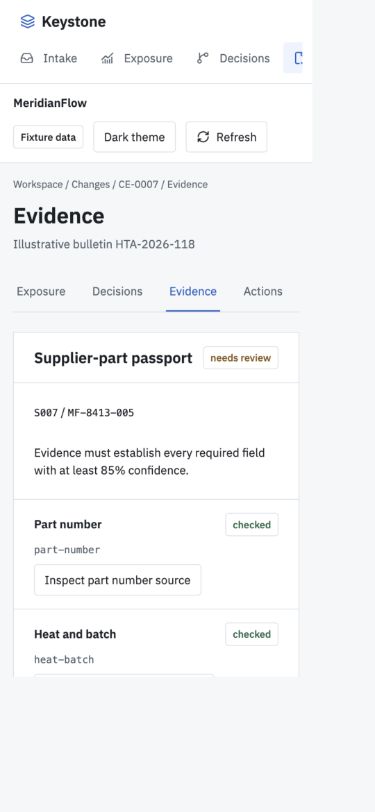 Keystone
Intake Exposure Decisions
MeridianFlow
Fixture data Dark theme Refresh
Workspace / Changes / CE-0007 / Evidence
Evidence
Illustrative bulletin HTA-2026-118
Exposure Decisions Evidence Actions
Supplier-part passport needs review
S007 / MF-8413-005
Evidence must establish every required field
with at least 85% confidence.
Part number checked
part-number
Inspect part number source
Heat and batch checked
heat-batch